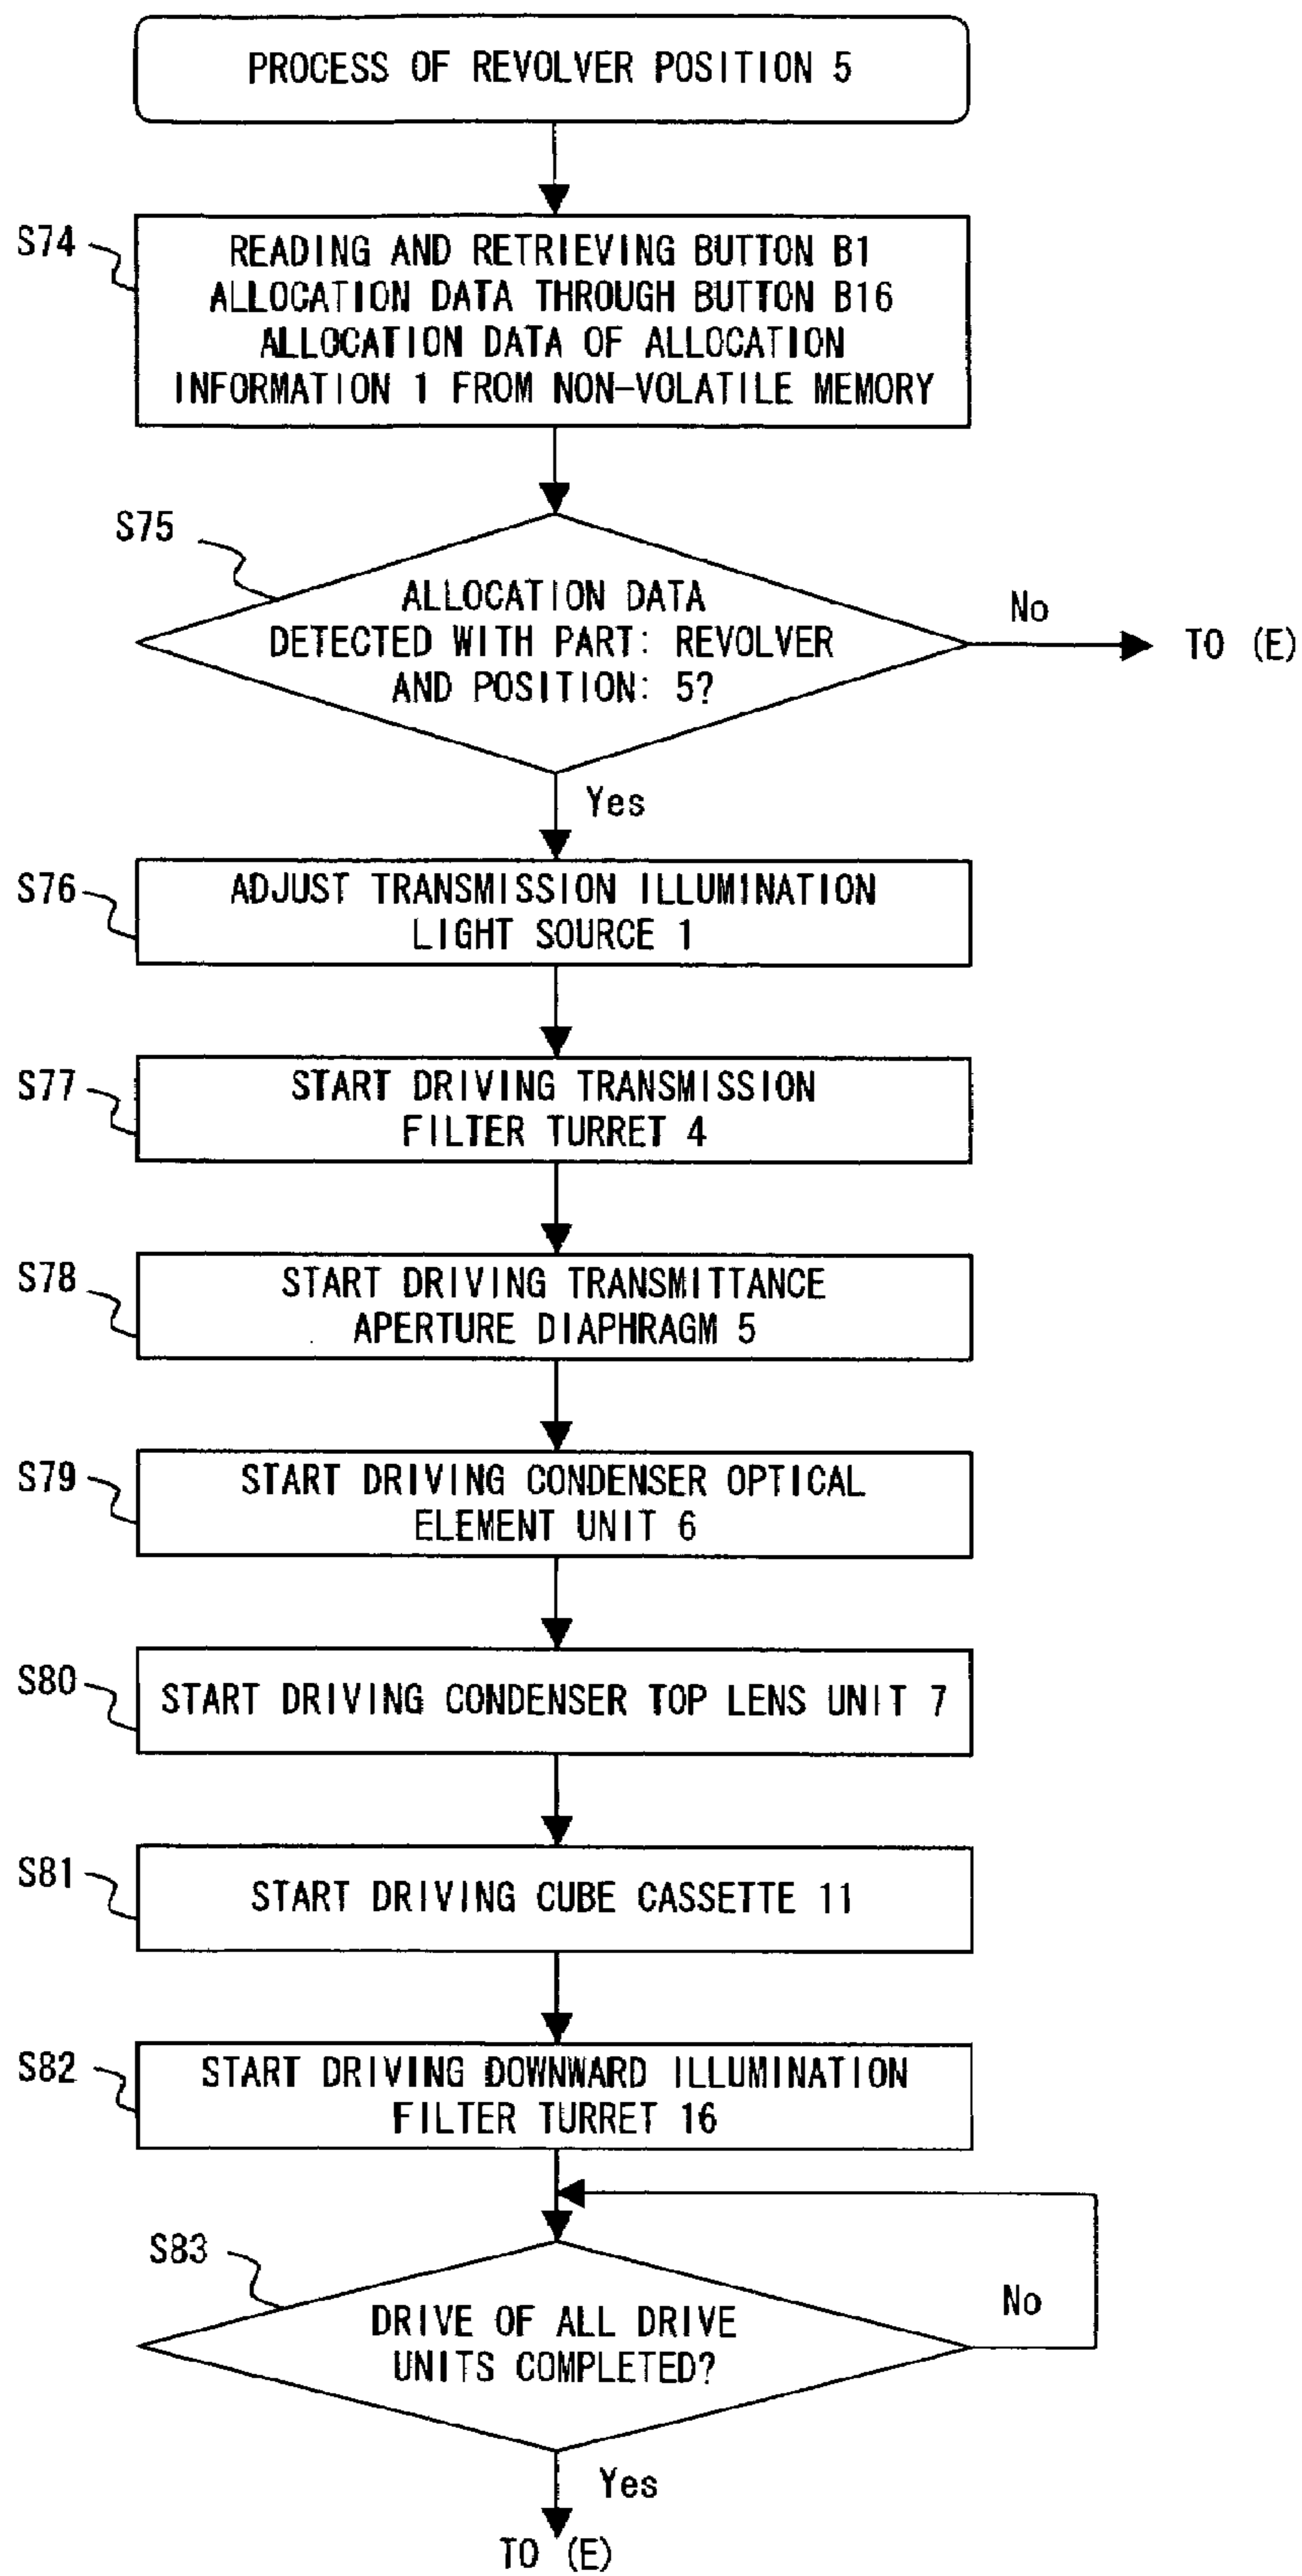 PROCESS OF REVOLVER POSITION 5
S74
READING AND RETRIEVING BUTTON B1
ALLOCATION DATA THROUGH BUTTON B16
ALLOCATION DATA OF ALLOCATION
INFORMATION 1 FROM NON-VOLATILE MEMORY
S75
ALLOCATION DATA
DETECTED WITH PART: REVOLVER
AND POSITION: 5?
No
TO (E)
Yes
S76
ADJUST TRANSMISSION ILLUMINATION
LIGHT SOURCE 1
S77
START DRIVING TRANSMISSION
FILTER TURRET 4
S78
START DRIVING TRANSMITTANCE
APERTURE DIAPHRAGM 5
S79
START DRIVING CONDENSER OPTICAL
ELEMENT UNIT 6
S80
START DRIVING CONDENSER TOP LENS UNIT 7
S81
START DRIVING CUBE CASSETTE 11
S82
START DRIVING DOWNWARD ILLUMINATION
FILTER TURRET 16
S83
DRIVE OF ALL DRIVE
UNITS COMPLETED?
No
Yes
TO (E)